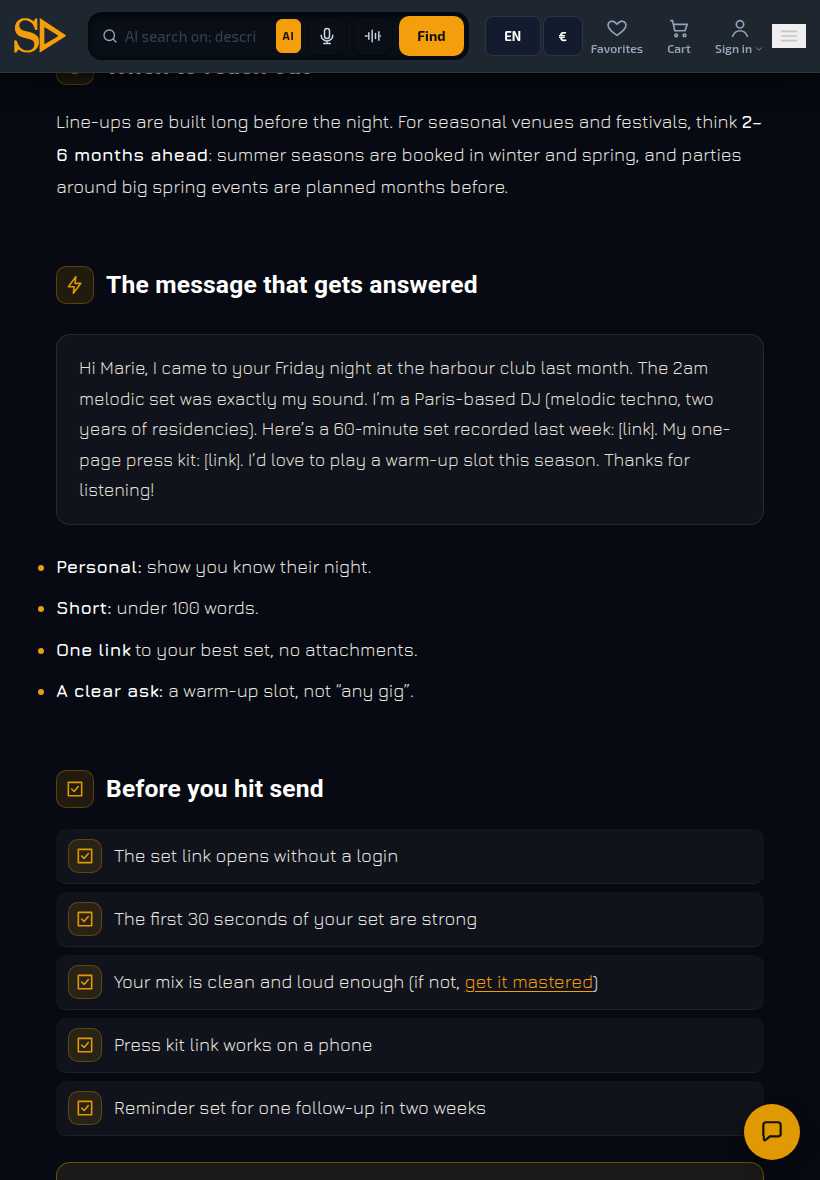 SD
AI search on: descri
AI
Find
EN
€
Favorites
Cart
Sign in
Line-ups are built long before the night. For seasonal venues and festivals, think 2–
6 months ahead: summer seasons are booked in winter and spring, and parties
around big spring events are planned months before.
The message that gets answered
Hi Marie, I came to your Friday night at the harbour club last month. The 2am
melodic set was exactly my sound. I’m a Paris-based DJ (melodic techno, two
years of residencies). Here’s a 60-minute set recorded last week: [link]. My one-
page press kit: [link]. I’d love to play a warm-up slot this season. Thanks for
listening!
Personal: show you know their night.
Short: under 100 words.
One link to your best set, no attachments.
A clear ask: a warm-up slot, not “any gig”.
Before you hit send
The set link opens without a login
The first 30 seconds of your set are strong
Your mix is clean and loud enough (if not, get it mastered)
Press kit link works on a phone
Reminder set for one follow-up in two weeks